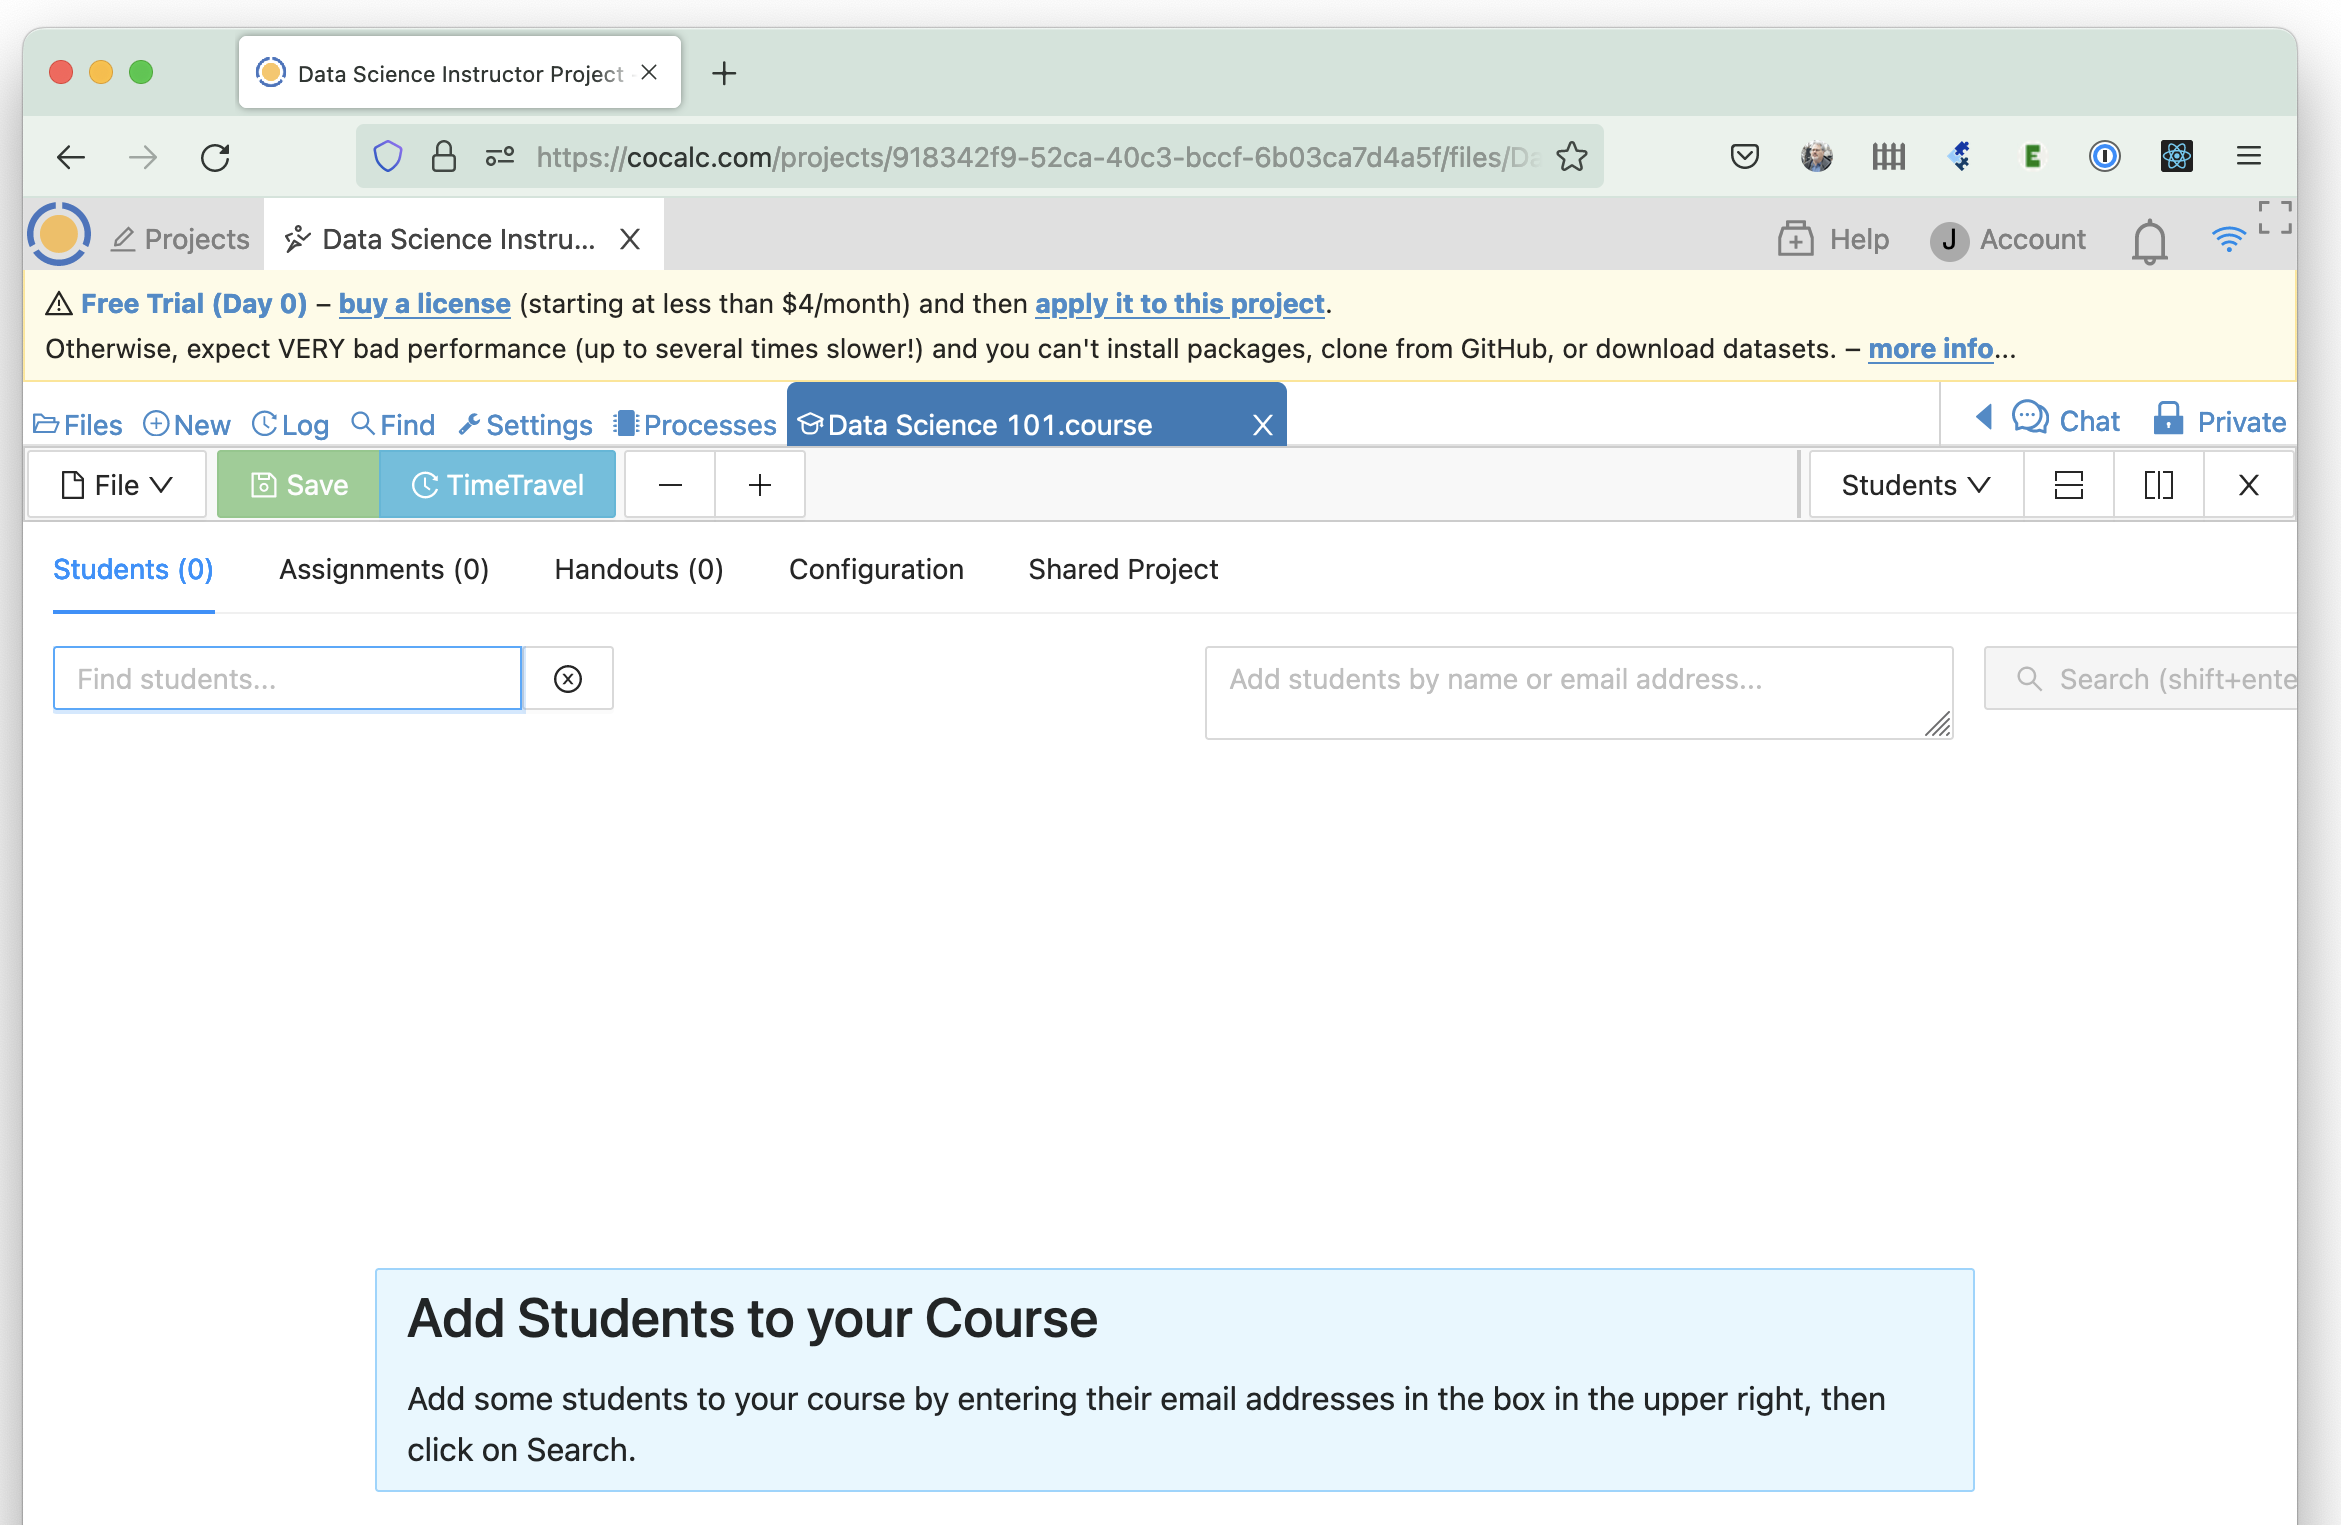 Data Science Instructor Project
https://cocalc.com/projects/918342f9-52ca-40c3-bccf-6b03ca7d4a5f/files/Da
Projects
Data Science Instru...
Help
J Account
Free Trial (Day 0) – buy a license (starting at less than $4/month) and then apply it to this project.
Otherwise, expect VERY bad performance (up to several times slower!) and you can't install packages, clone from GitHub, or download datasets. – more info...
Files New Log Find Settings Processes Data Science 101.course
Chat Private
File Save TimeTravel
Students
Students (0) Assignments (0) Handouts (0) Configuration Shared Project
Find students...
Add students by name or email address...
Search (shift+ente
Add Students to your Course
Add some students to your course by entering their email addresses in the box in the upper right, then
click on Search.